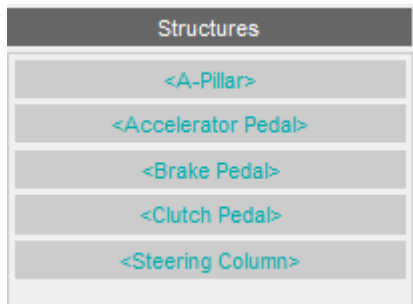 Structures
<A-Pillar>
<Accelerator Pedal>
<Brake Pedal>
<Clutch Pedal>
<Steering Column>